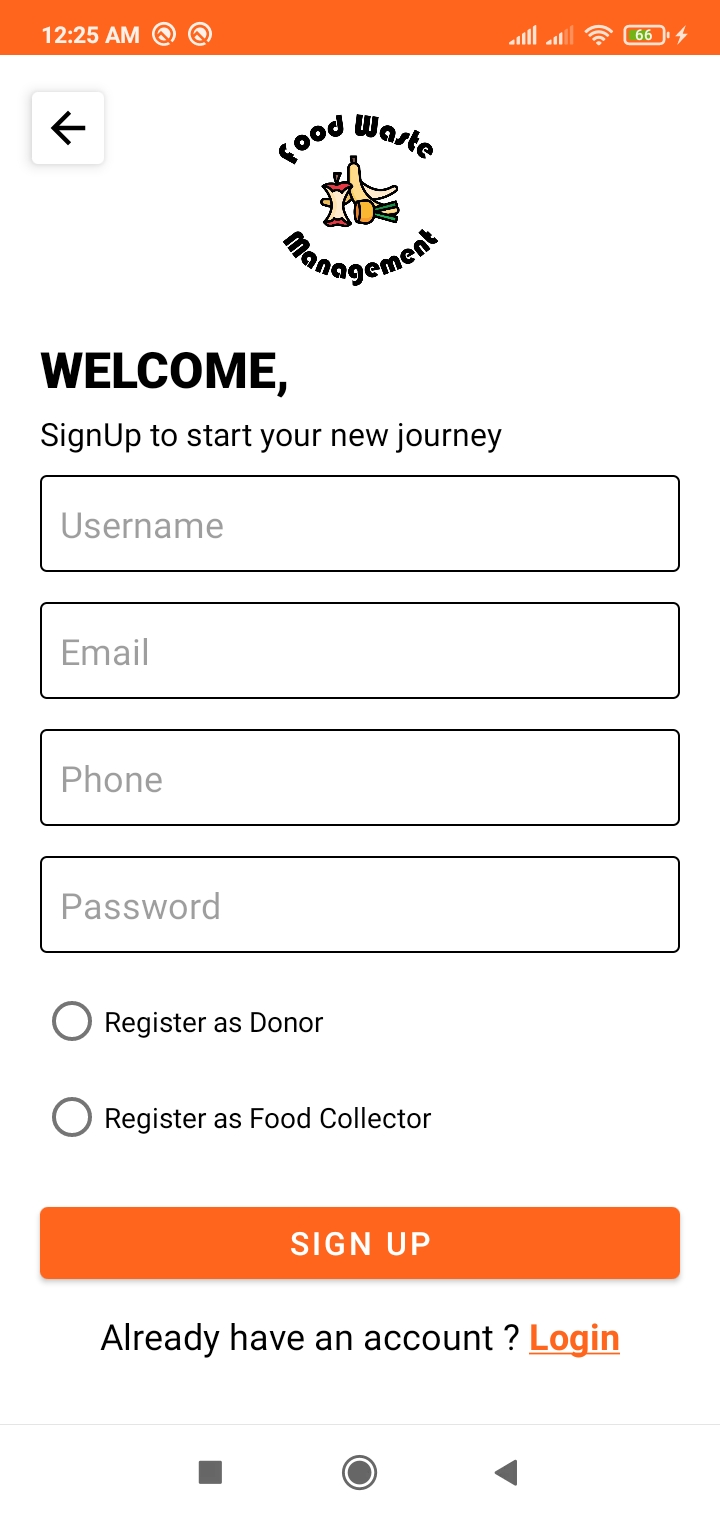 12:25 AM
66
Food Waste
Management
WELCOME,
SignUp to start your new journey
Username
Email
Phone
Password
Register as Donor
Register as Food Collector
SIGN UP
Already have an account ? Login